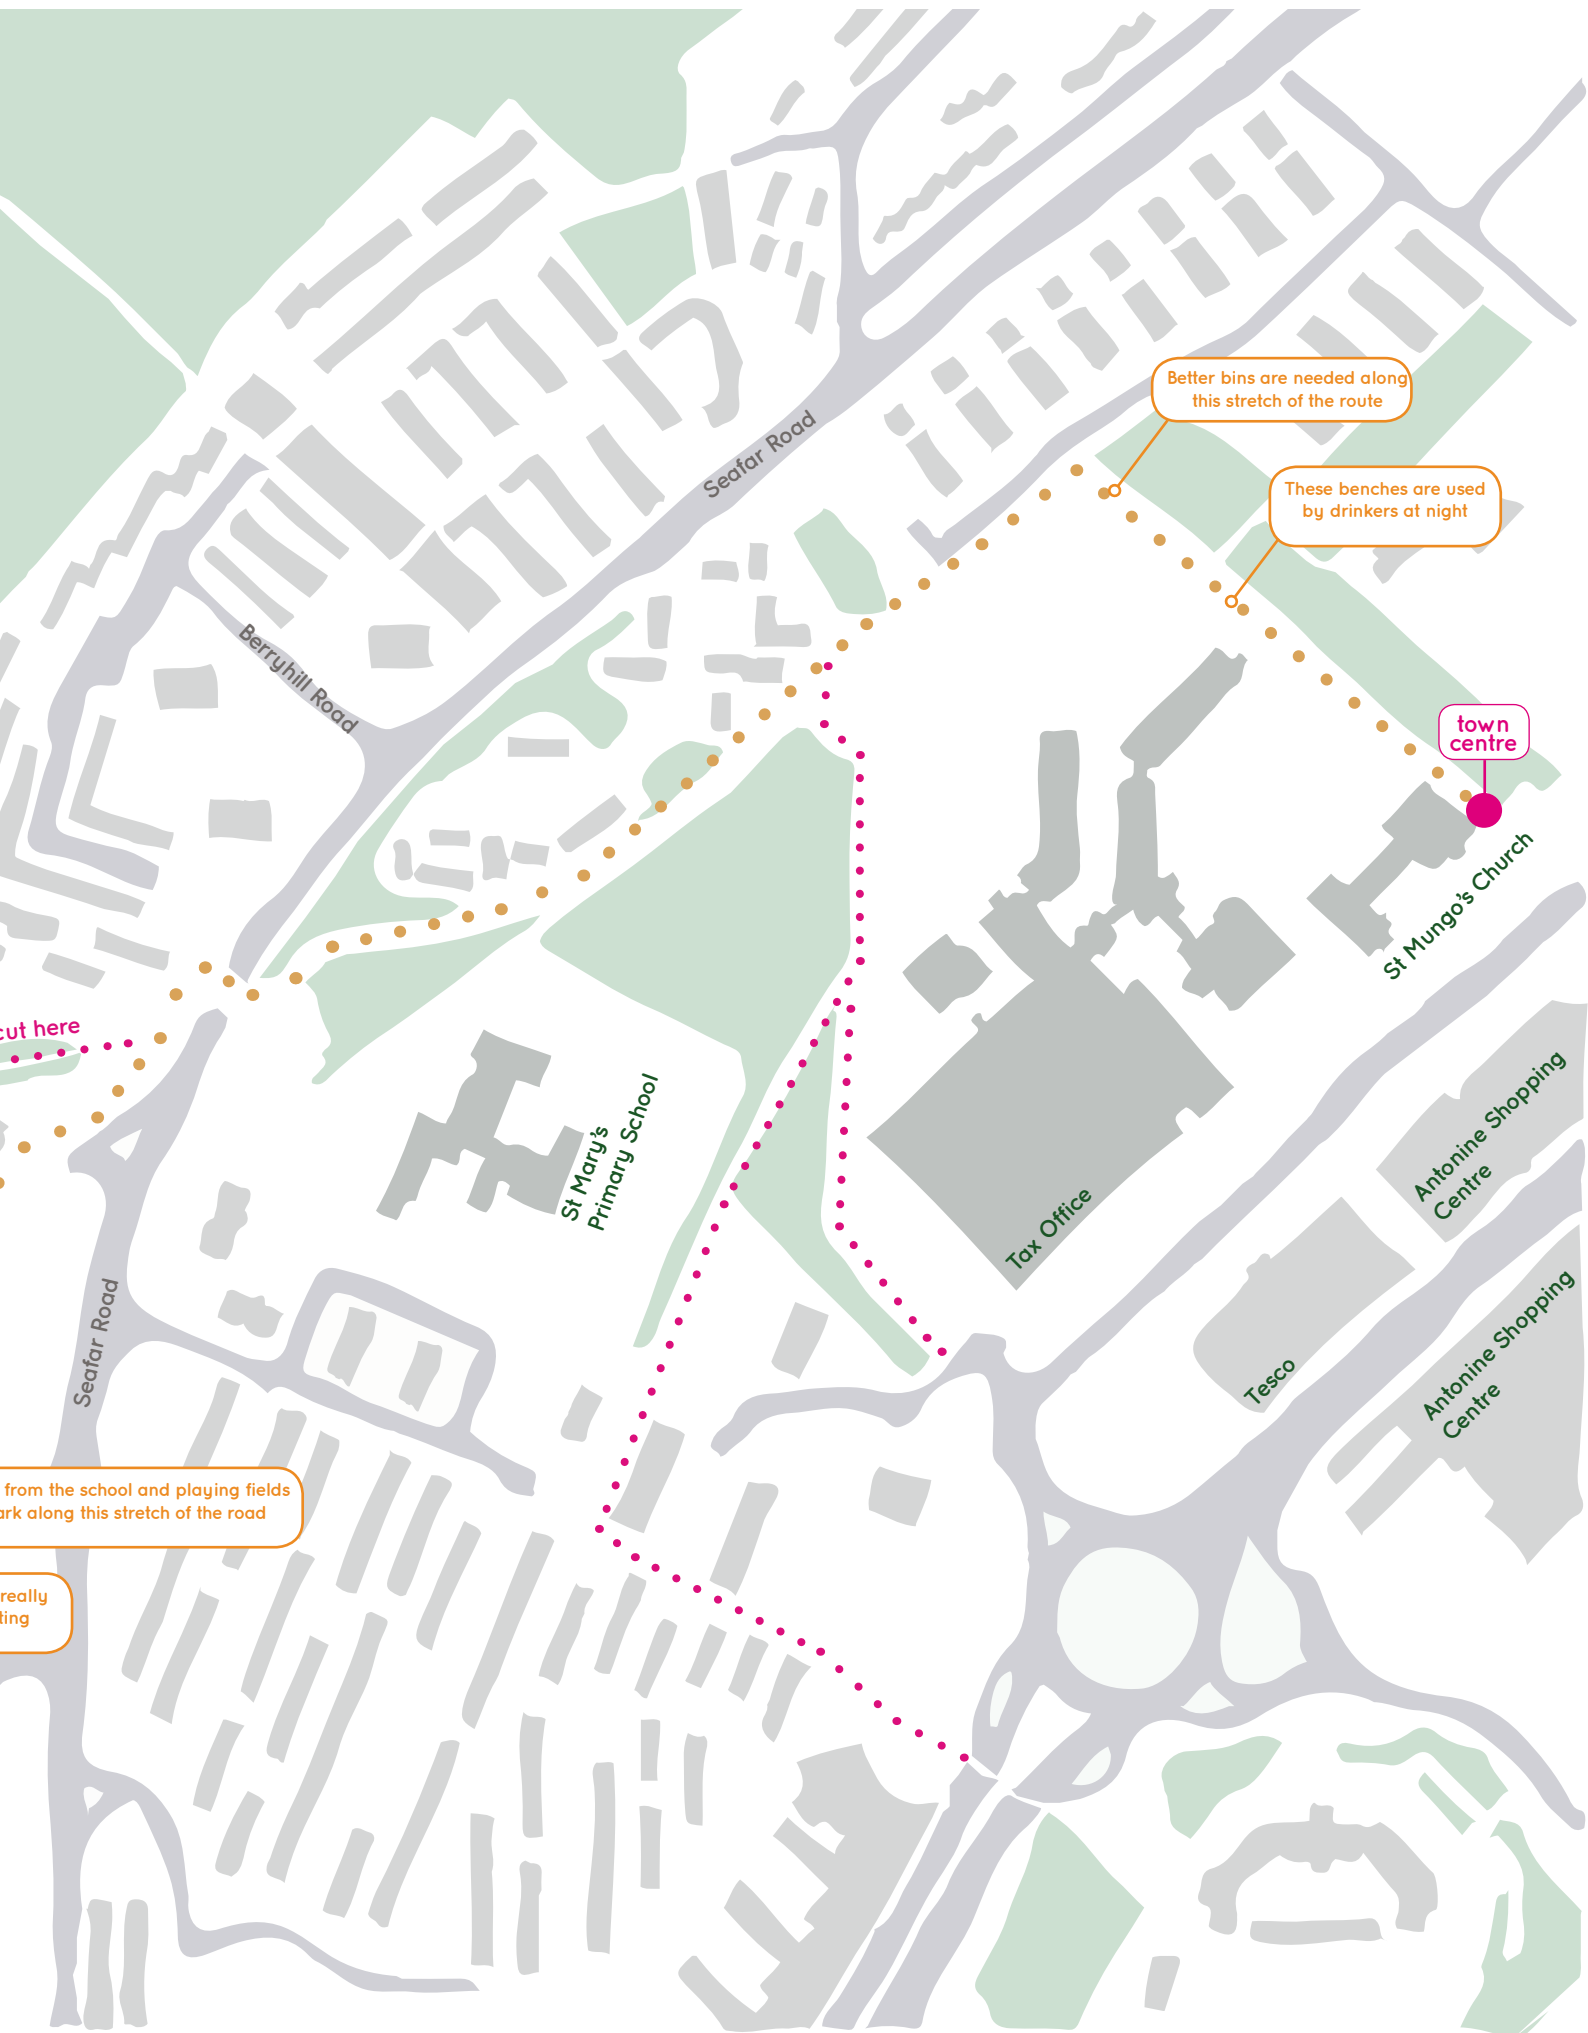 Better bins are needed along
this stretch of the route
Seafar Road
These benches are used
by drinkers at night
Berryhill Road
town
centre
St Mungo's Church
cut here
St Mary's
Primary School
Antonine Shopping
Centre
Tax Office
Seafar Road
Tesco
Antonine Shopping
Centre
from the school and playing fields
ark along this stretch of the road
really
ting